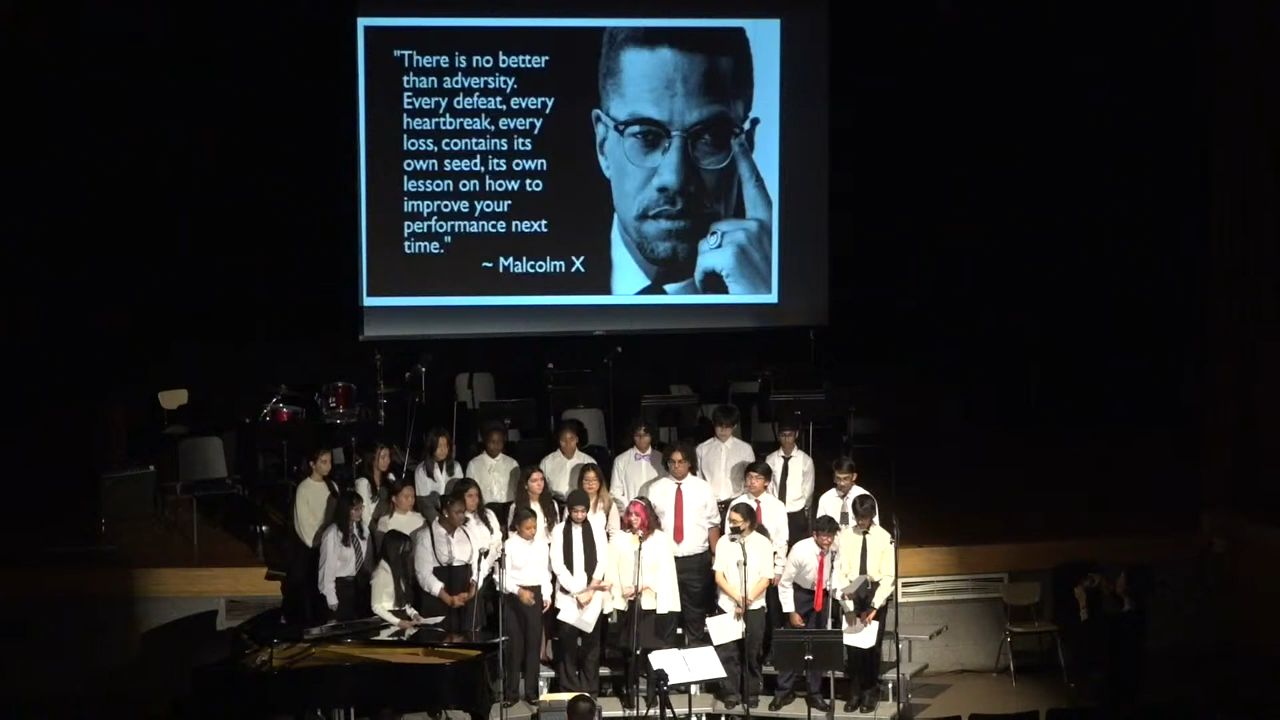 "There is no better
than adversity.
Every defeat, every
heartbreak, every
loss, contains its
own seed, its own
lesson on how to
improve your
performance next
time."
~ Malcolm X